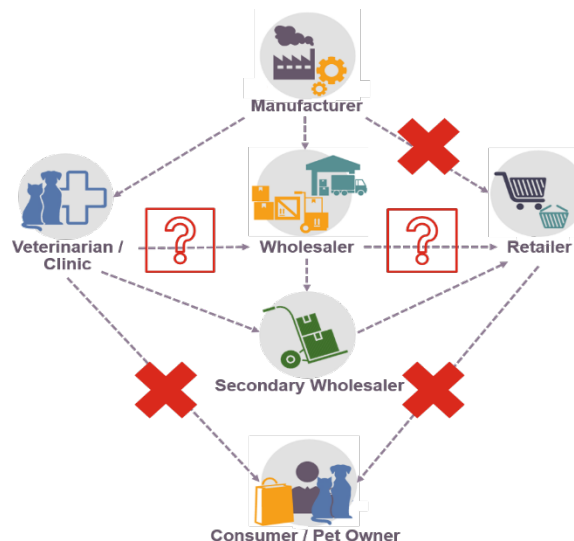 Manufacturer
Veterinarian /
Clinic
?
Wholesaler
?
Retailer
Secondary Wholesaler
Consumer / Pet Owner